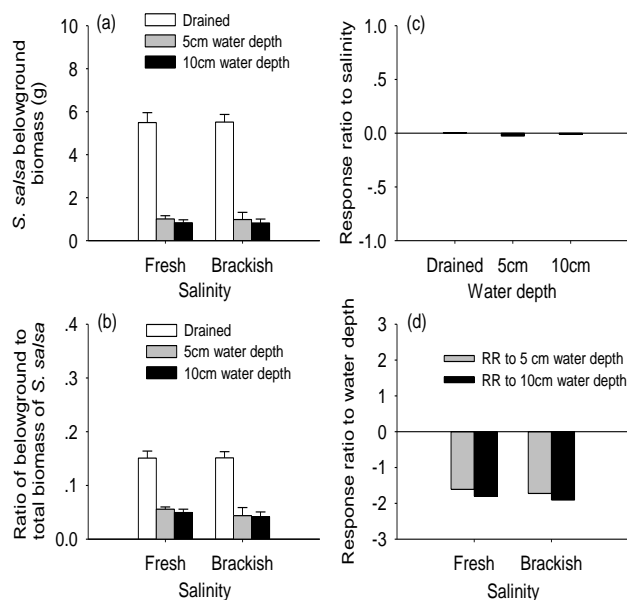 (a)
Drained
5cm water depth
10cm water depth
S. salsa belowground
biomass (g)
10
8
6
4
2
0
Fresh Brackish
Salinity
(c)
Response ratio to salinity
1.0
.5
0.0
-.5
-1.0
Drained 5cm 10cm
Water depth
(b)
Drained
5cm water depth
10cm water depth
Ratio of belowground to
total biomass of S. salsa
.4
.3
.2
.1
0.0
Fresh Brackish
Salinity
(d)
RR to 5 cm water depth
RR to 10cm water depth
Response ratio to water depth
3
2
1
0
-1
-2
-3
Fresh Brackish
Salinity